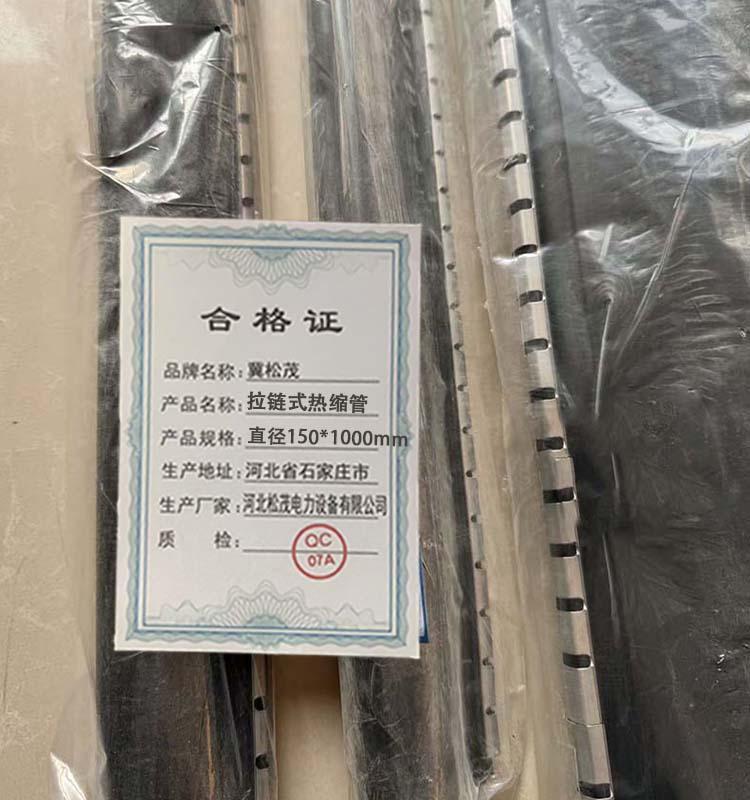 合格证
品牌名称：冀松茂
产品名称：拉链式热缩管
产品规格：直径150*1000mm
生产地址：河北省石家庄市
生产厂家：河北松茂电力设备有限公司
质 检：
QC
07A